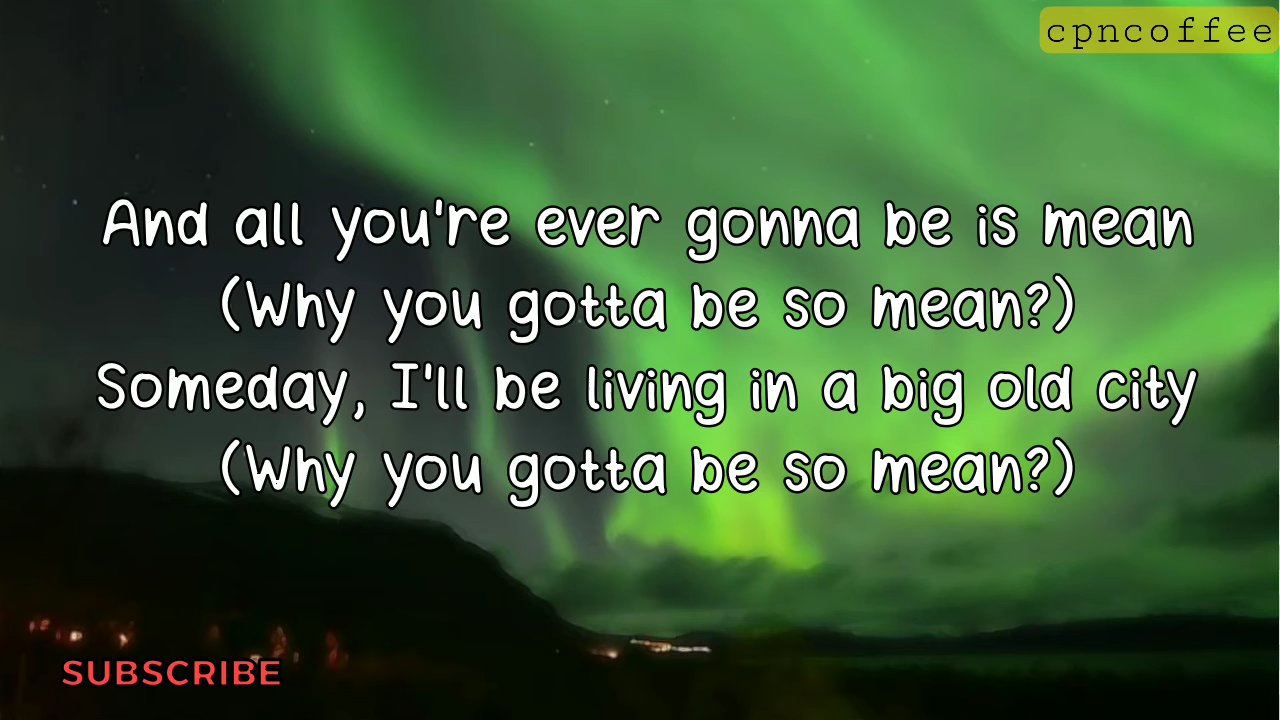 cpncoffee
And all you're ever gonna be is mean
(Why you gotta be so mean?)
Someday, I'll be living in a big old city
(Why you gotta be so mean?)
SUBSCRIBE